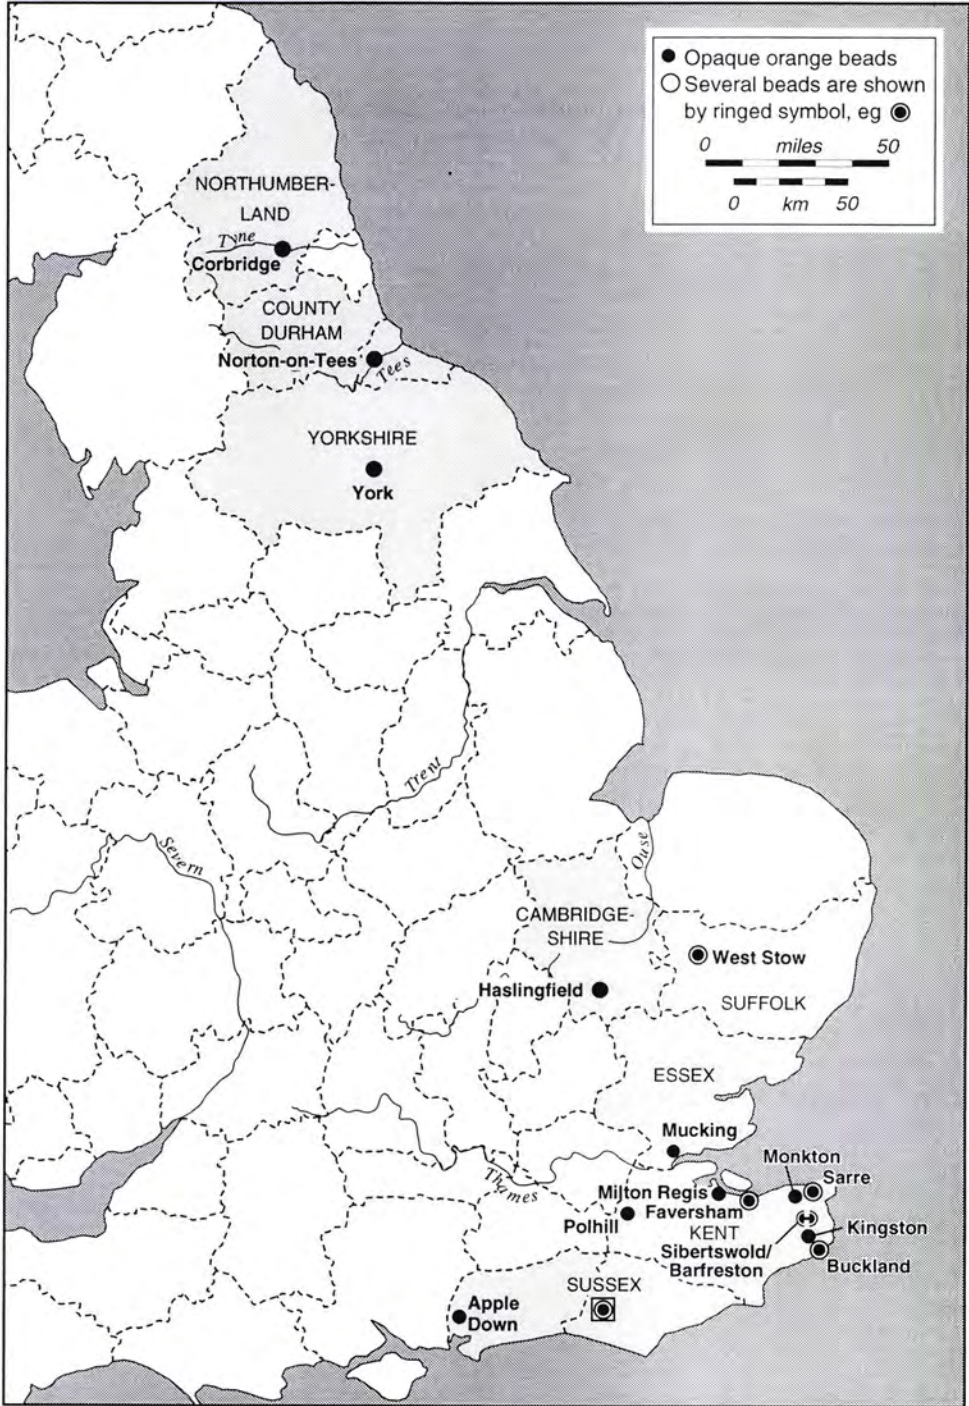 Opaque orange beads
Several beads are shown
by ringed symbol, eg
0 miles 50
0 km 50
NORTHUMBER-
LAND
Tyne
Corbridge
COUNTY
DURHAM
Norton-on-Tees
Tees
YORKSHIRE
York
Trent
Severn
Ouse
CAMBRIDGE-
SHIRE
West Stow
Haslingfield
SUFFOLK
ESSEX
Mucking
Monkton
Sarre
Thames
Milton Regis
Faversham
Polhill
KENT
Kingston
Sibertswold/
Barfreston
Buckland
SUSSEX
Apple
Down